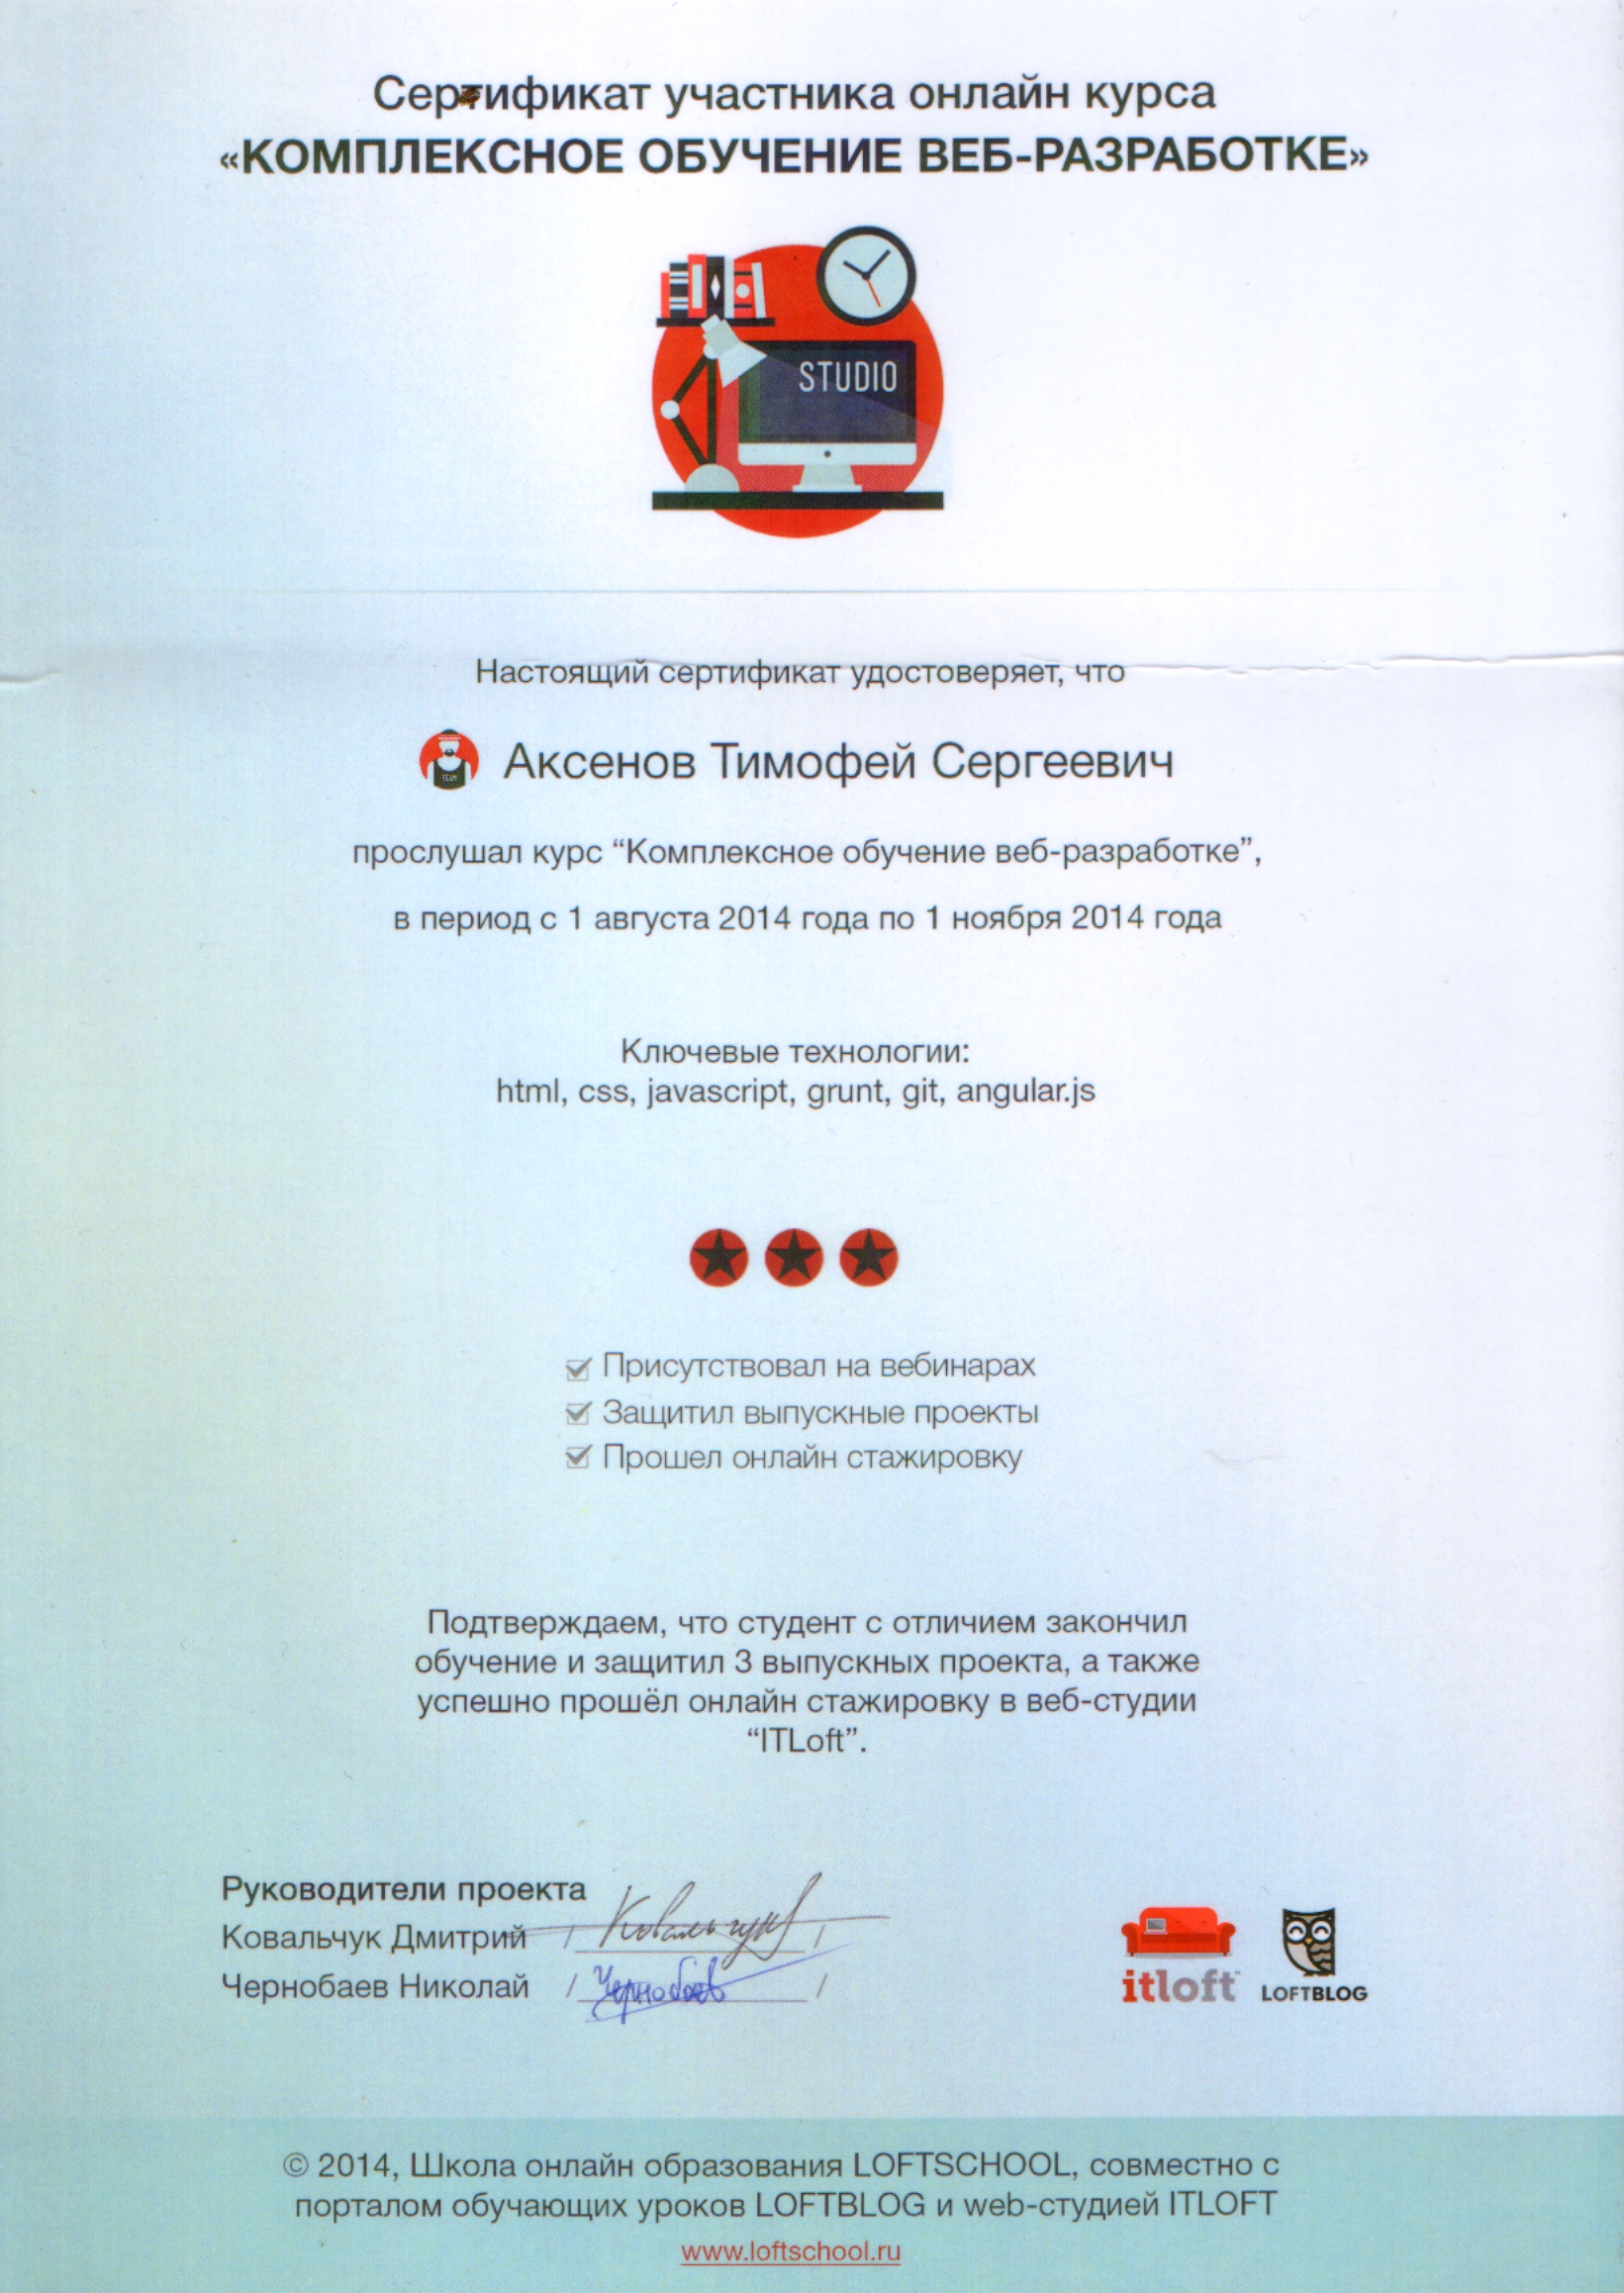 Сертификат участника онлайн курса
«КОМПЛЕКСНОЕ ОБУЧЕНИЕ ВЕБ-РАЗРАБОТКЕ»
STUDIO
Настоящий сертификат удостоверяет, что
TEAM
Аксенов Тимофей Сергеевич
прослушал курс “Комплексное обучение веб-разработке”,
в период с 1 августа 2014 года по 1 ноября 2014 года
Ключевые технологии:
html, css, javascript, grunt, git, angular.js
Присутствовал на вебинарах
Защитил выпускные проекты
Прошел онлайн стажировку
Подтверждаем, что студент с отличием закончил
обучение и защитил 3 выпускных проекта, а также
успешно прошёл онлайн стажировку в веб-студии
“ITLoft”.
Руководители проекта
Ковальчук Дмитрий / Ковальчук /
Чернобаев Николай / Чернобаев /
itloft™ LOFTBLOG
© 2014, Школа онлайн образования LOFTSCHOOL, совместно с
порталом обучающих уроков LOFTBLOG и web-студией ITLOFT
www.loftschool.ru